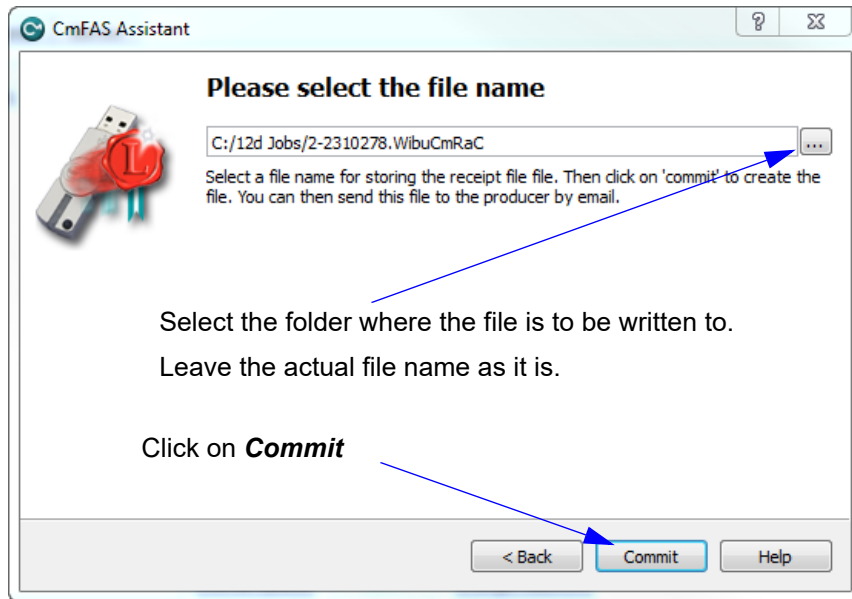 CmFAS Assistant
Please select the file name
C:/12d Jobs/2-2310278.WibuCmRaC
...
Select a file name for storing the receipt file file. Then click on 'commit' to create the
file. You can then send this file to the producer by email.
L
Select the folder where the file is to be written to.
Leave the actual file name as it is.
Click on Commit
< Back
Commit
Help